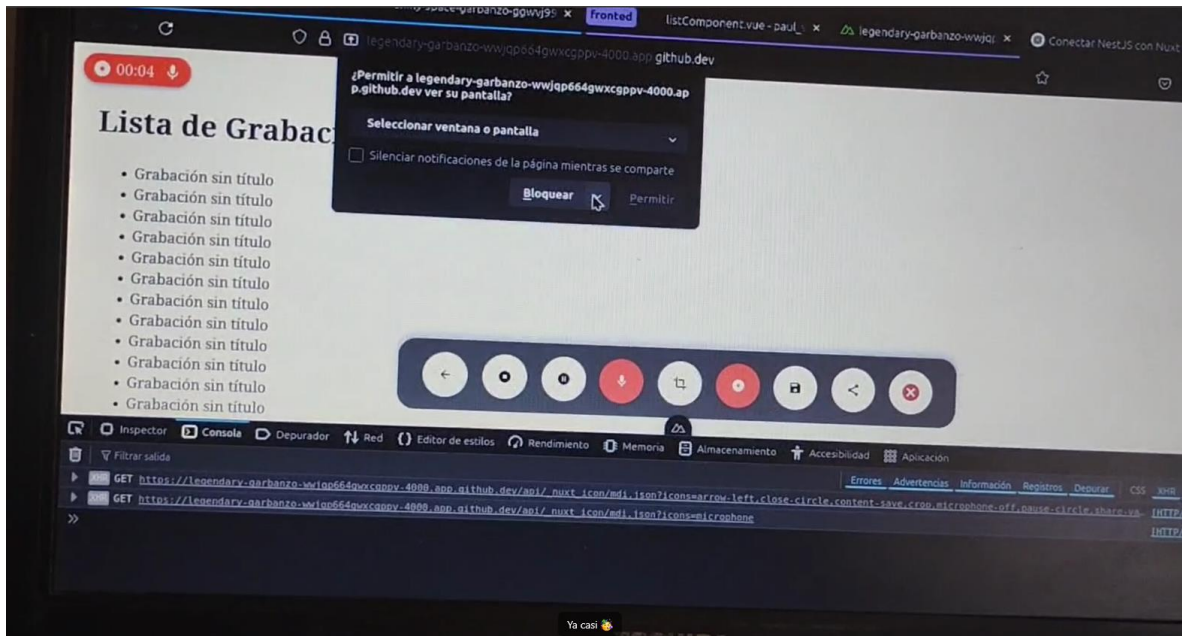 fronted
listComponent.vue - paul_
legendary-garbanzo-wwjq
Conectar NestJS con Nuxt
legendary-garbanzo-wwjqp664gwxcgppv-4000.app.github.dev
00:04
¿Permitir a legendary-garbanzo-wwjqp664gwxcgppv-4000.ap
p.github.dev ver su pantalla?
Seleccionar ventana o pantalla
Silenciar notificaciones de la página mientras se comparte
Bloquear
Permitir
Lista de Grabac
Grabación sin título
Grabación sin título
Grabación sin título
Grabación sin título
Grabación sin título
Grabación sin título
Grabación sin título
Grabación sin título
Grabación sin título
Grabación sin título
Grabación sin título
Grabación sin título
Inspector
Consola
Depurador
Red
Editor de estilos
Rendimiento
Memoria
Almacenamiento
Accesibilidad
Aplicación
Filtrar salida
Errores
Advertencias
Información
Registros
Depurar
CSS
XHR
XHR GET https://legendary-garbanzo-wwjqp664gwxcgppv-4000.app.github.dev/api/_nuxt_icon/mdi.json?icons=arrow-left,close-circle,content-save,crop,microphone-off,pause-circle,share-va
[HTTP/
XHR GET https://legendary-garbanzo-wwjqp664gwxcgppv-4000.app.github.dev/api/_nuxt_icon/mdi.json?icons=microphone
[HTTP/
Ya casi